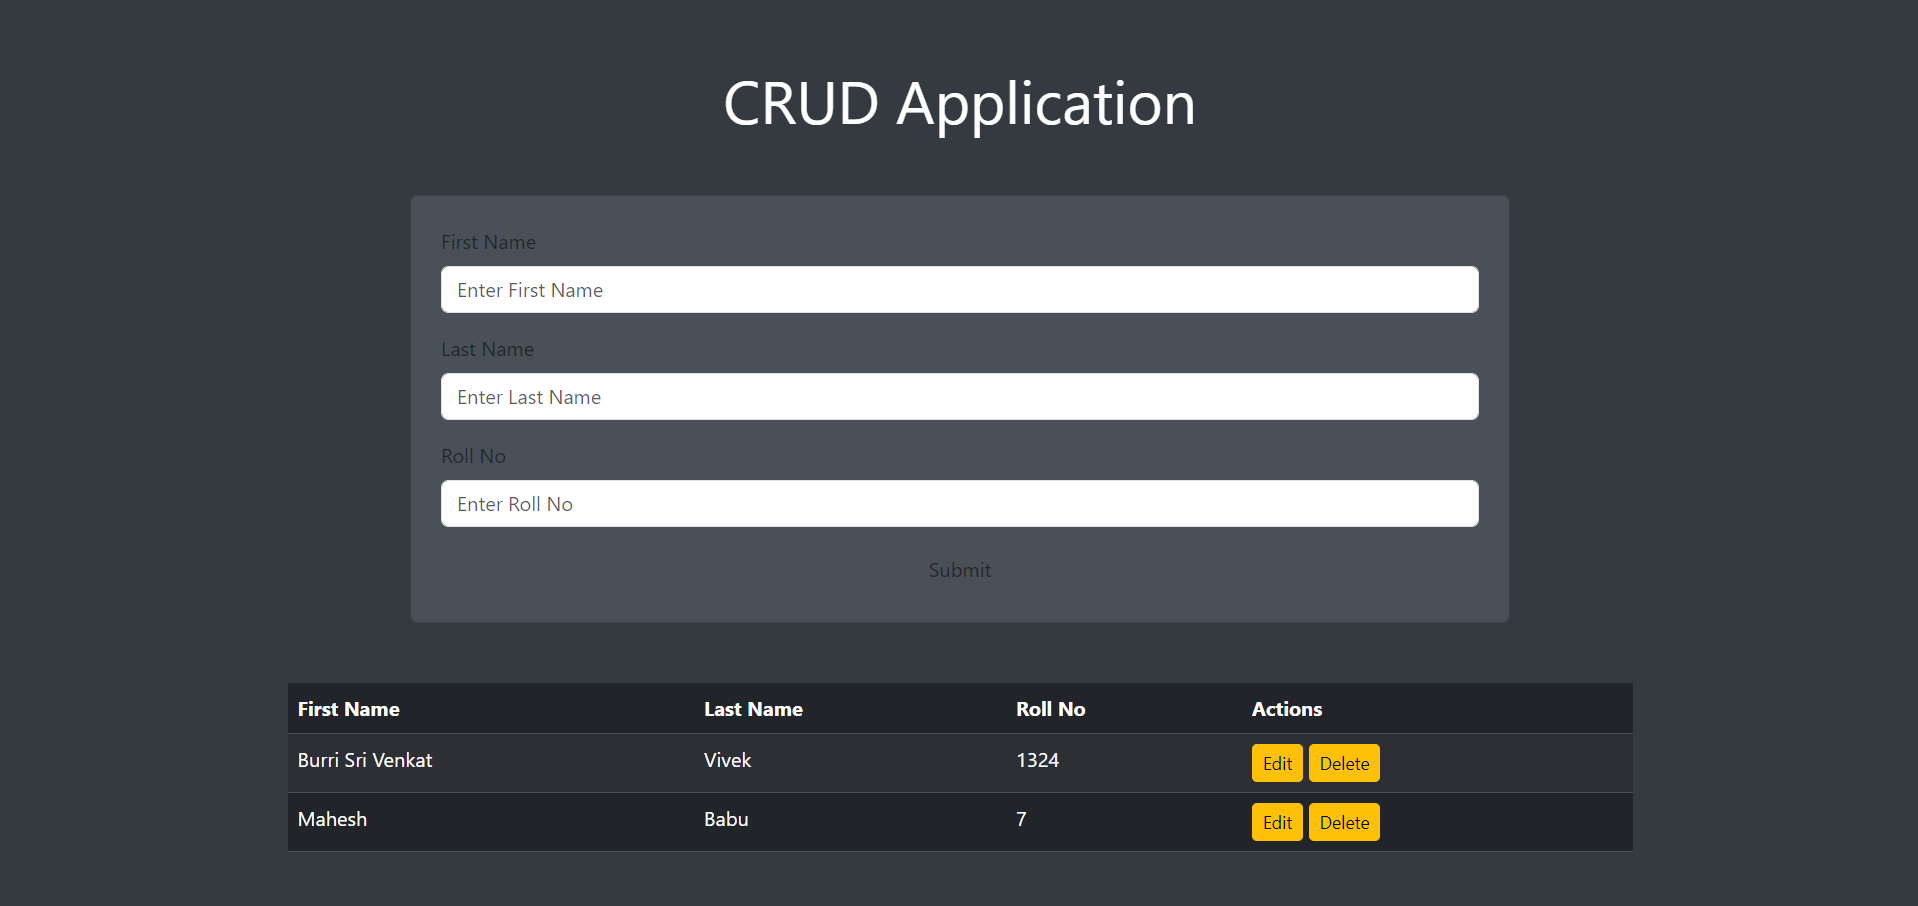 CRUD Application
First Name
Enter First Name
Last Name
Enter Last Name
Roll No
Enter Roll No
Submit
First Name Last Name Roll No Actions
Burri Sri Venkat Vivek 1324 Edit Delete
Mahesh Babu 7 Edit Delete